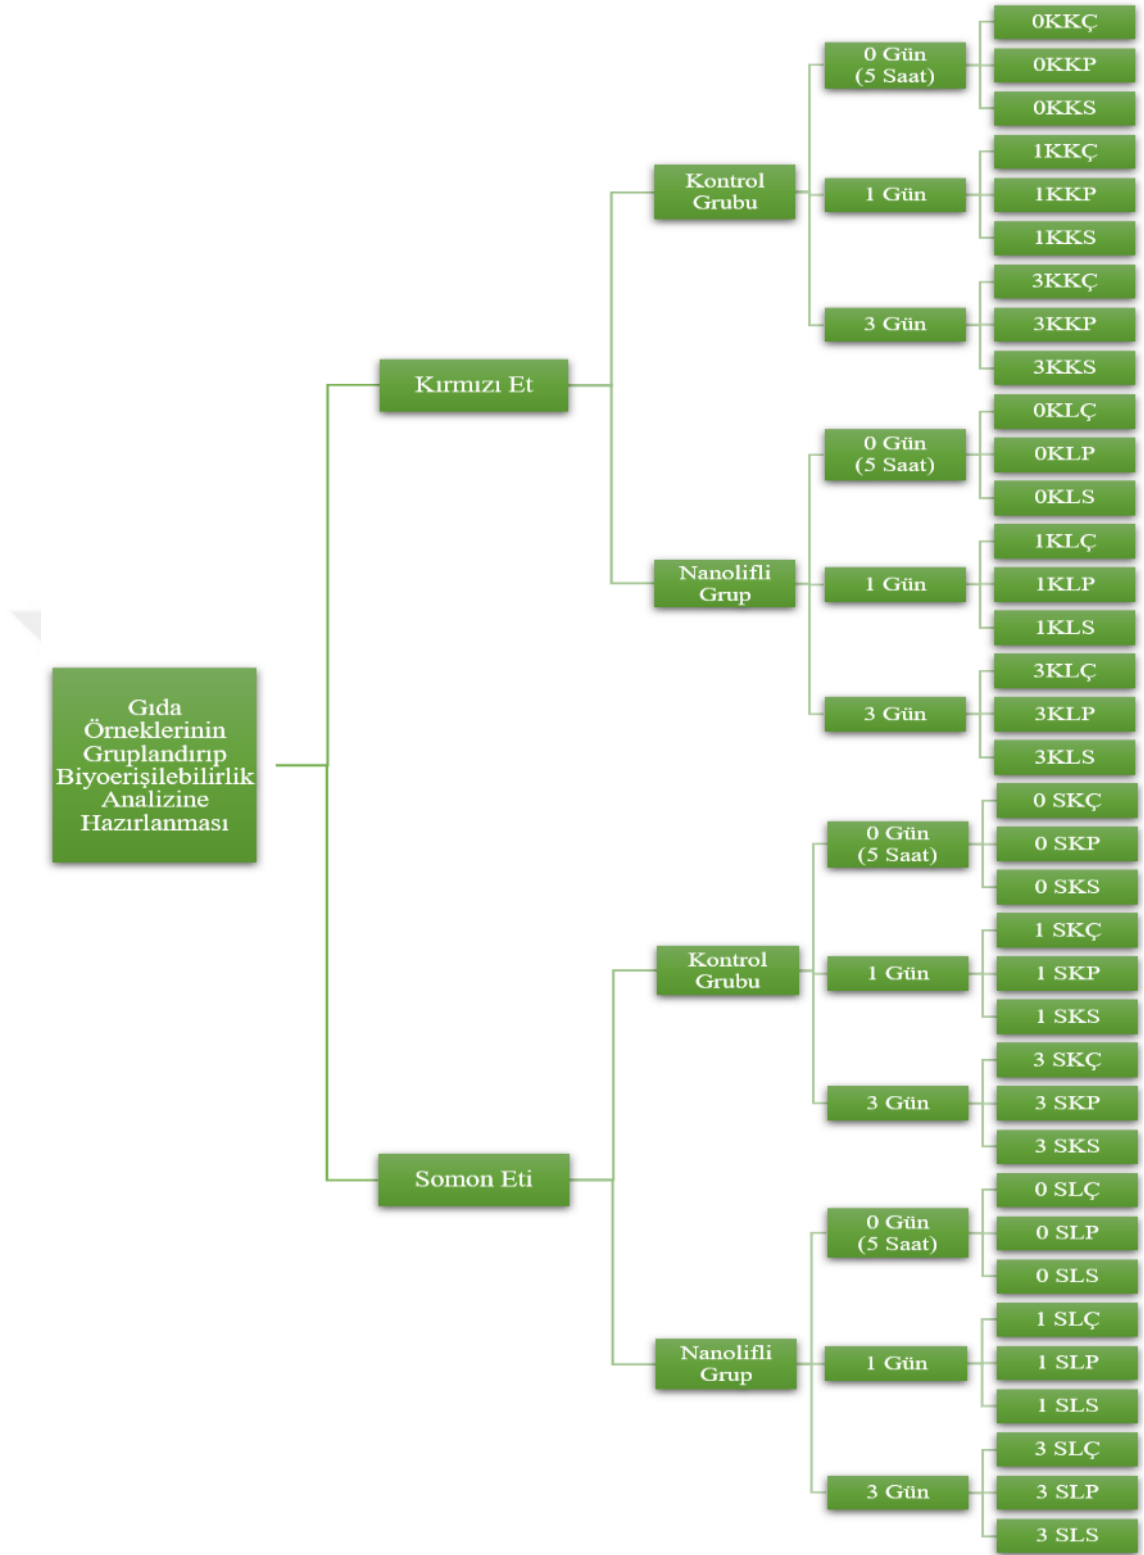 Gıda
Örneklerinin
Gruplandırıp
Biyoerişilebilirlik
Analizine
Hazırlanması
Kırmızı Et
Kontrol
Grubu
0 Gün
(5 Saat)
0KKÇ
0KKP
0KKS
1 Gün
1KKÇ
1KKP
1KKS
3 Gün
3KKÇ
3KKP
3KKS
Nanolifli
Grup
0 Gün
(5 Saat)
0KLÇ
0KLP
0KLS
1 Gün
1KLÇ
1KLP
1KLS
3 Gün
3KLÇ
3KLP
3KLS
Somon Eti
Kontrol
Grubu
0 Gün
(5 Saat)
0 SKÇ
0 SKP
0 SKS
1 Gün
1 SKÇ
1 SKP
1 SKS
3 Gün
3 SKÇ
3 SKP
3 SKS
Nanolifli
Grup
0 Gün
(5 Saat)
0 SLÇ
0 SLP
0 SLS
1 Gün
1 SLÇ
1 SLP
1 SLS
3 Gün
3 SLÇ
3 SLP
3 SLS